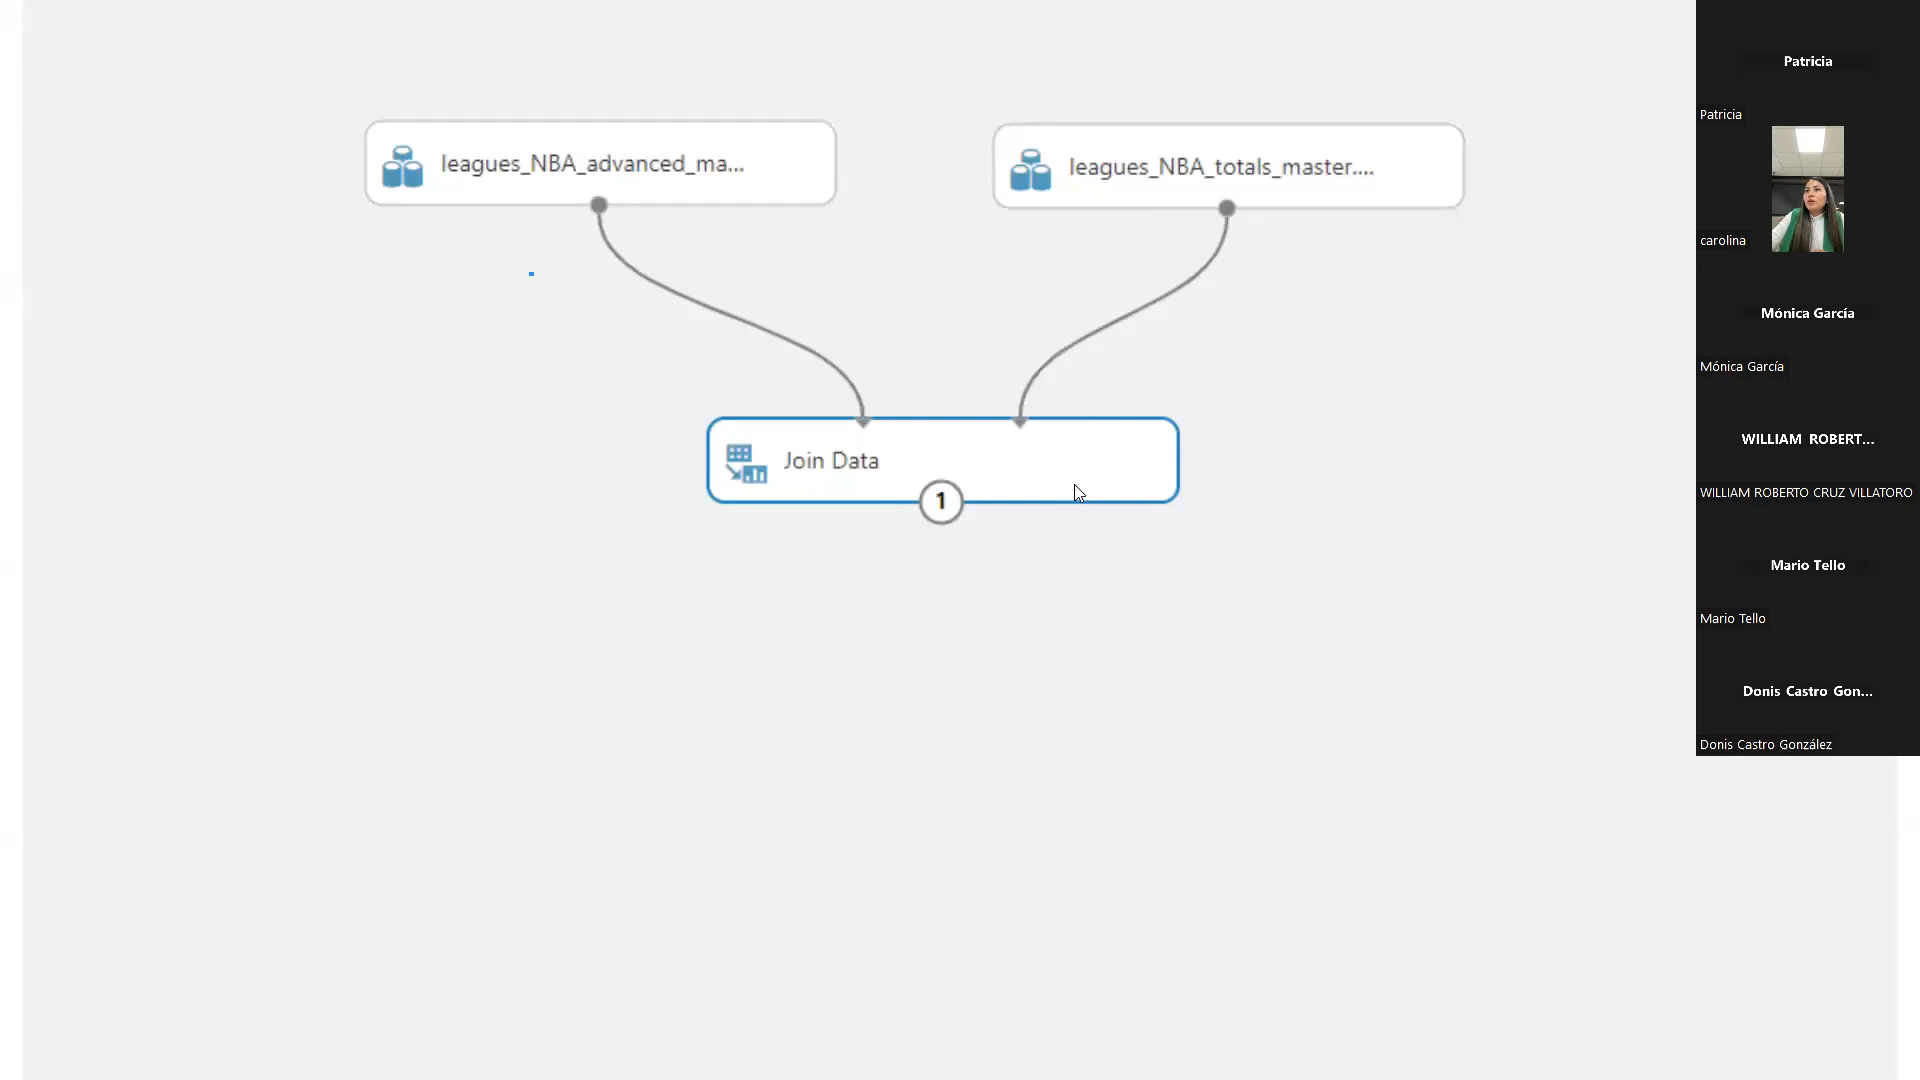 leagues_NBA_advanced_ma...
leagues_NBA_totals_master....
Join Data
1
Patricia
Patricia
carolina
Mónica García
Mónica García
WILLIAM ROBERT...
WILLIAM ROBERTO CRUZ VILLATORO
Mario Tello
Mario Tello
Donis Castro Gon...
Donis Castro González